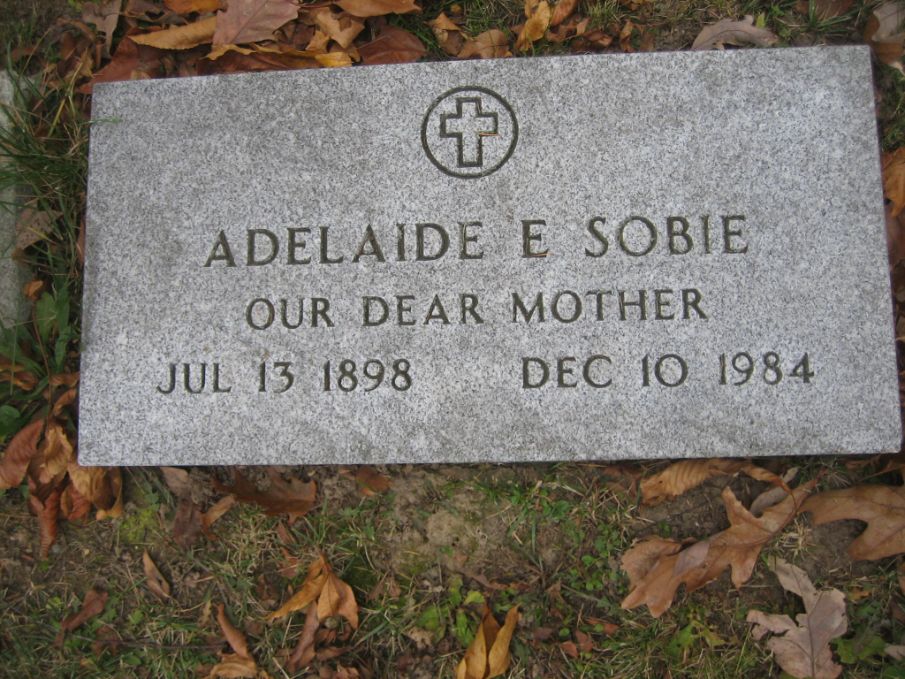 ADELAIDE E SOBIE
OUR DEAR MOTHER
JUL 13 1898 DEC 10 1984